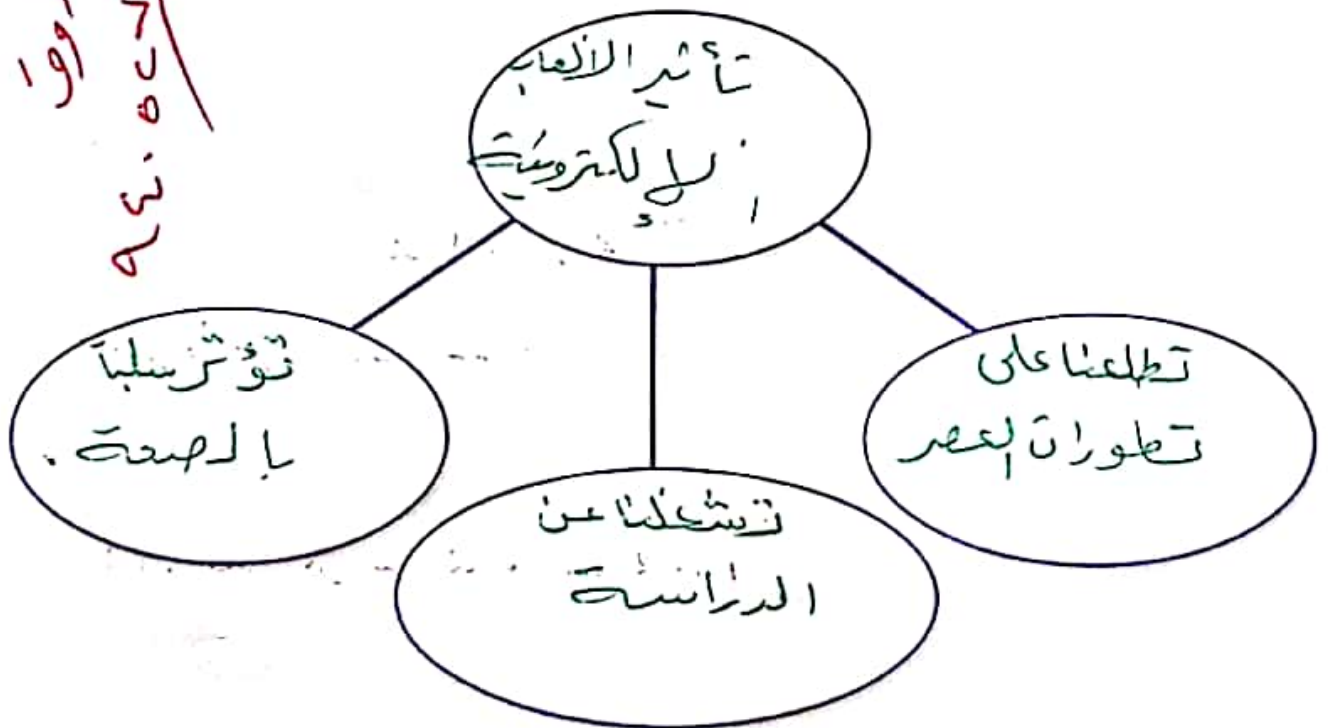 تأثير الألعاب
الإلكترونية
تطلعنا على
تطورات العصر
تشغلنا عن
الدراسة
تؤثر سلباً
بالصحة.